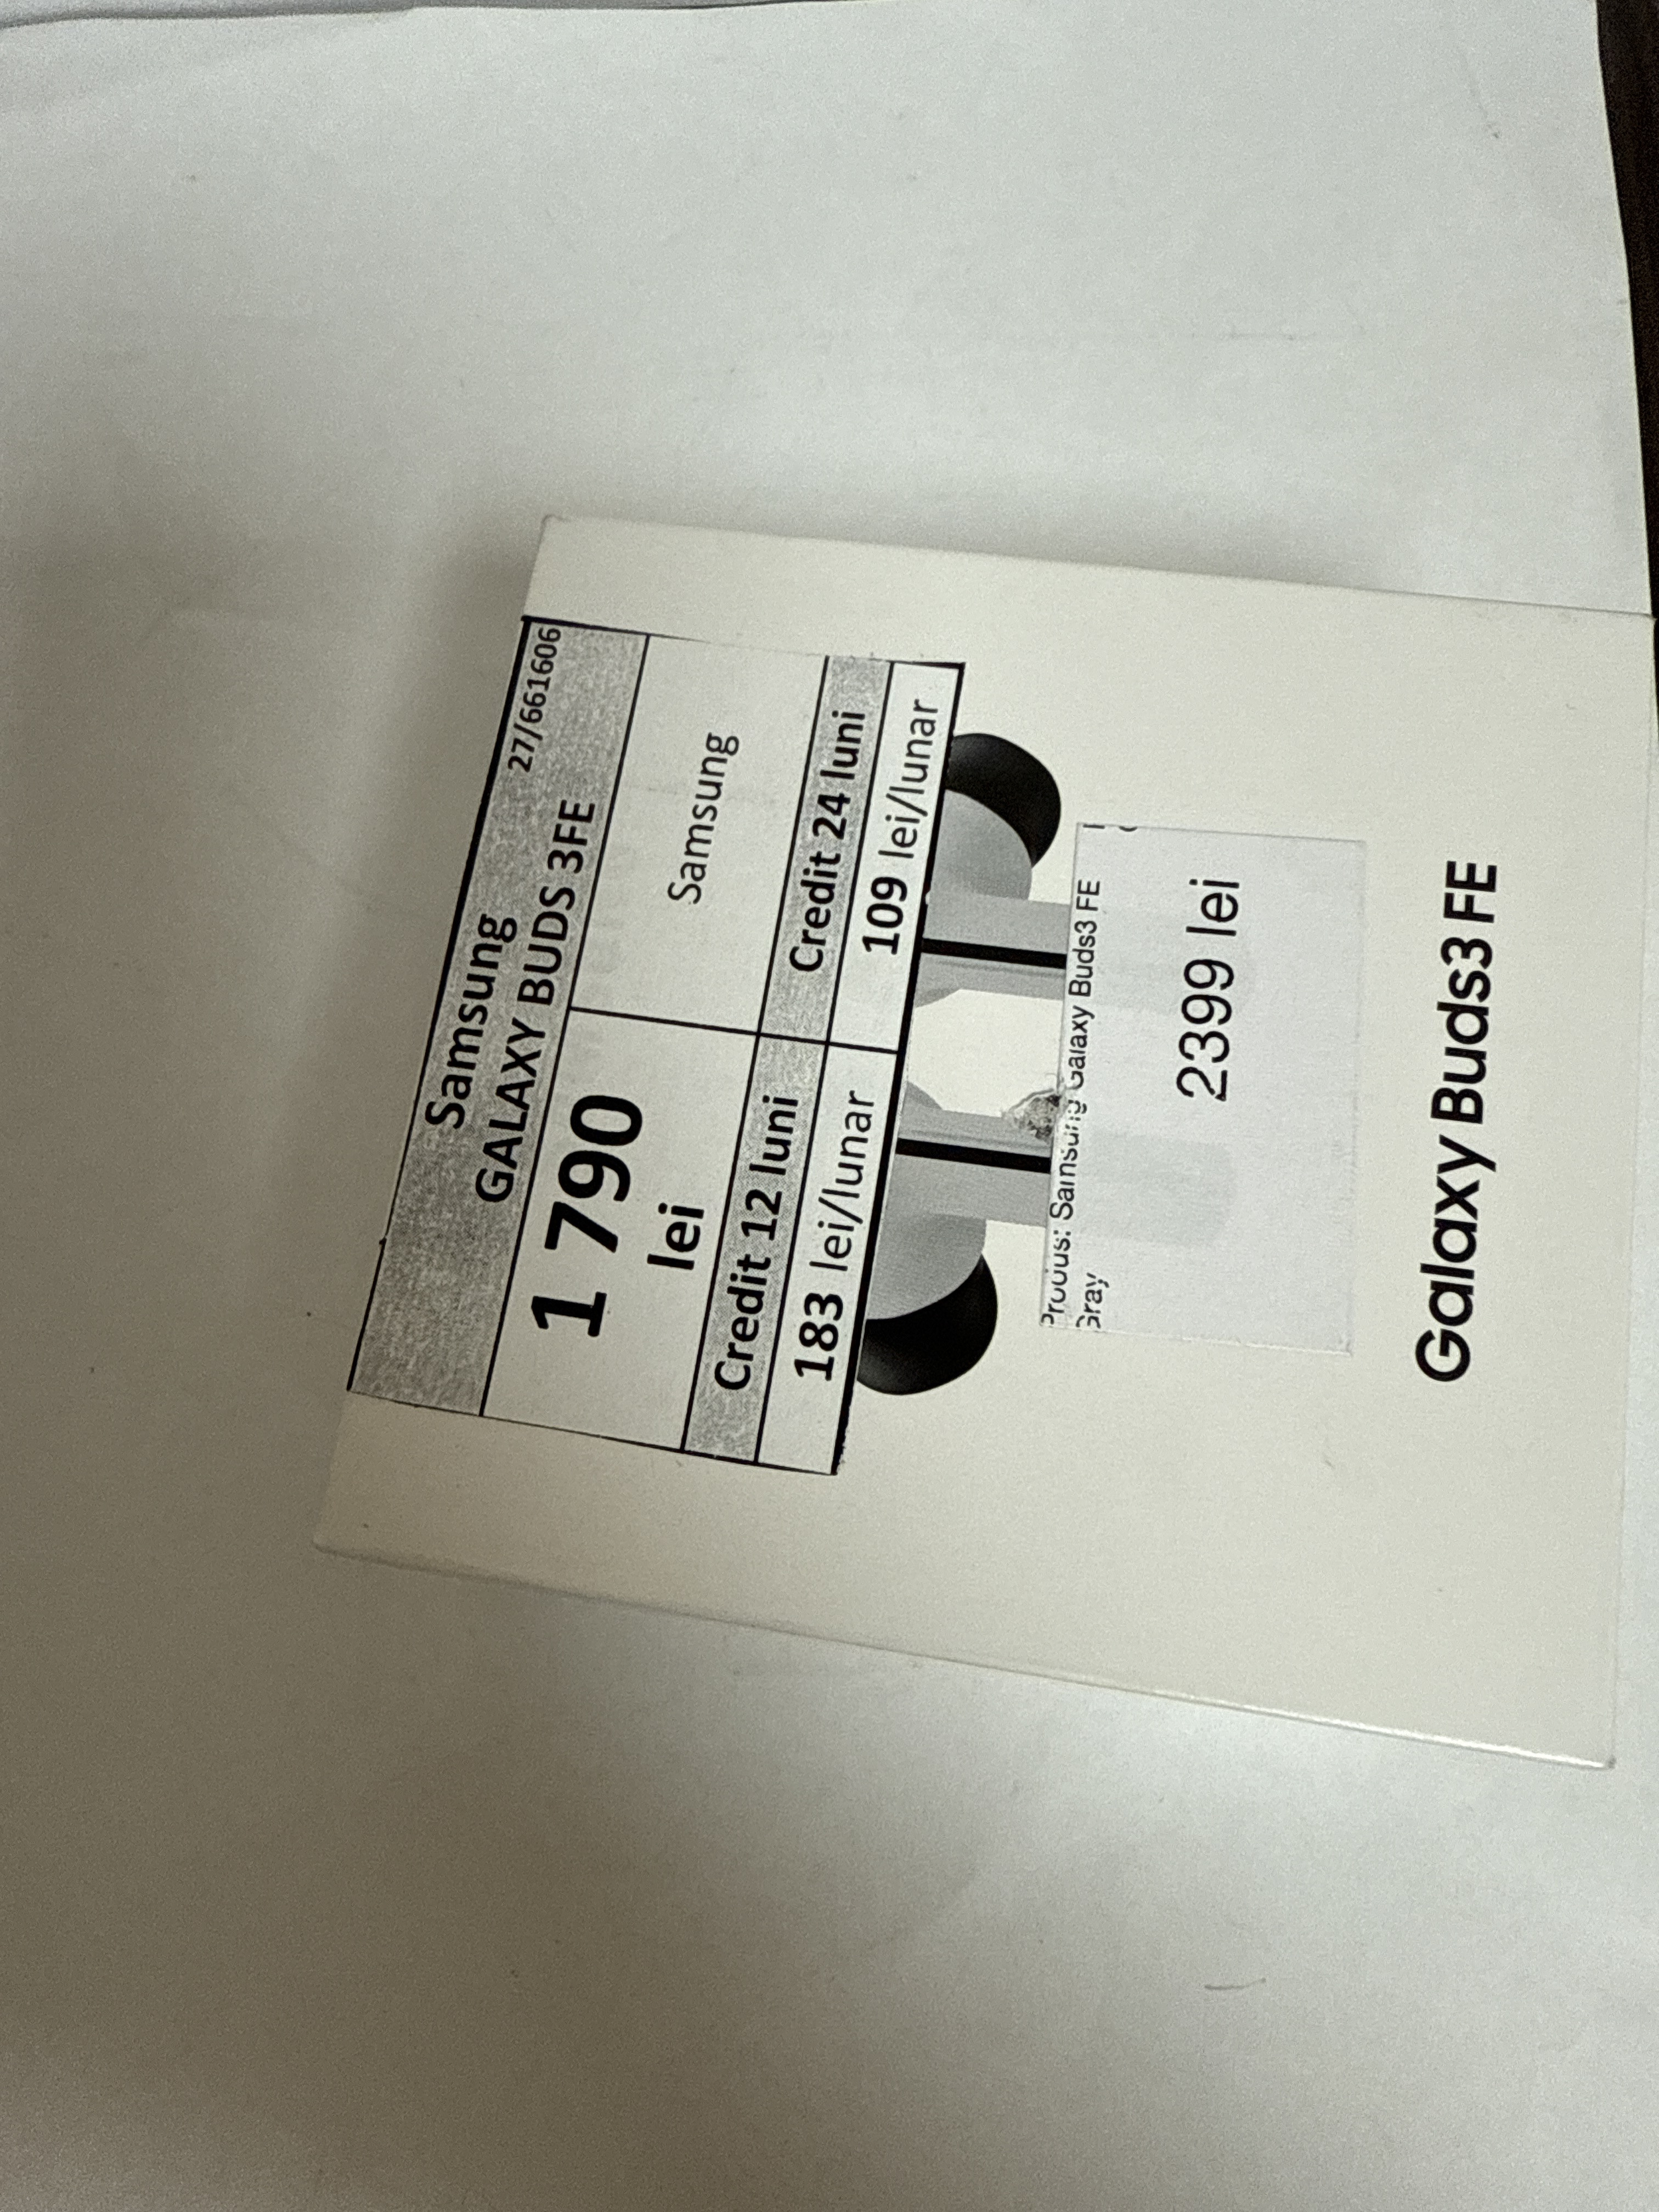 27/661606
Samsung
GALAXY BUDS 3FE
1 790
lei
Samsung
Credit 12 luni
Credit 24 luni
183 lei/lunar
109 lei/lunar
Samsung Galaxy Buds3 FE
Gray
2399 lei
Galaxy Buds3 FE